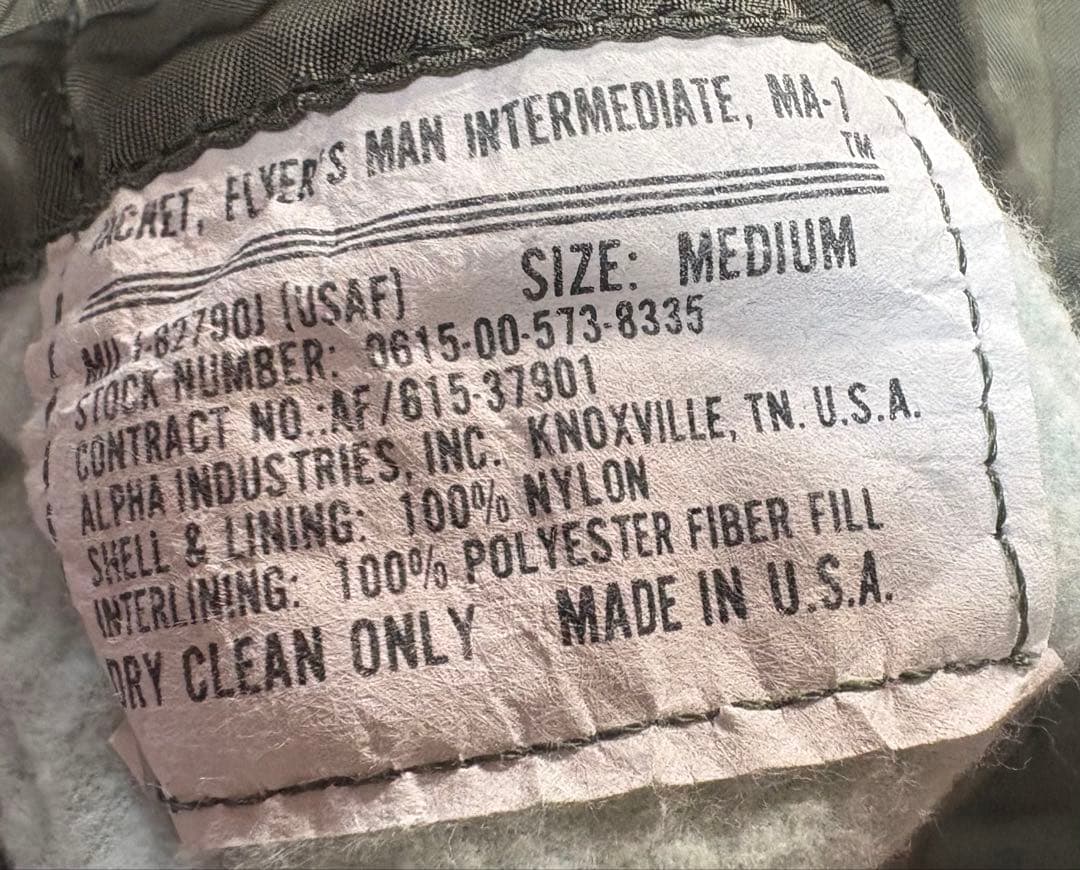 JACKET, FLYER'S MAN INTERMEDIATE, MA-1
TM
SIZE: MEDIUM
MIL-J-82790J (USAF)
STOCK NUMBER: 8615-00-573-8335
CONTRACT NO.:AF/615-37901
ALPHA INDUSTRIES, INC. KNOXVILLE, TN. U.S.A.
SHELL & LINING: 100% NYLON
INTERLINING: 100% POLYESTER FIBER FILL
DRY CLEAN ONLY MADE IN U.S.A.